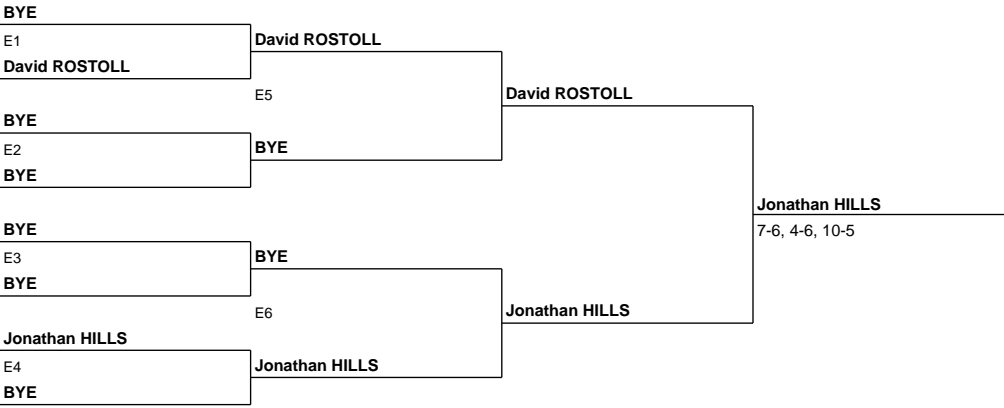 BYE
E1
David ROSTOLL
David ROSTOLL
E5
David ROSTOLL
BYE
E2
BYE
BYE
Jonathan HILLS
7-6, 4-6, 10-5
BYE
E3
BYE
BYE
E6
Jonathan HILLS
Jonathan HILLS
E4
Jonathan HILLS
BYE